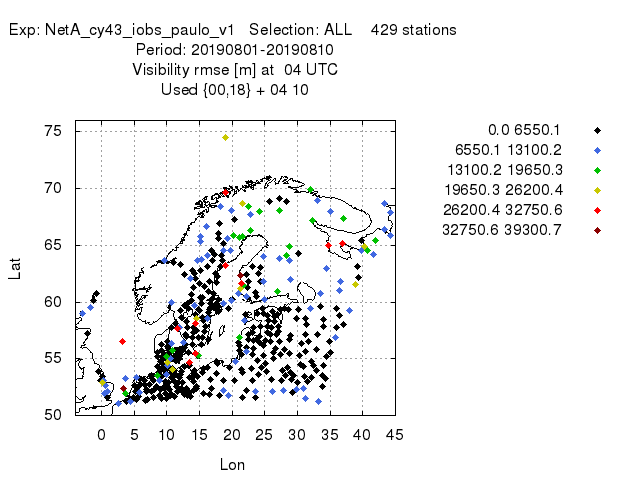 Exp: NetA_cy43_iobs_paulo_v1   Selection: ALL    429 stations
Period: 20190801-20190810
Visibility rmse [m] at  04 UTC
Used {00,18} + 04 10
0.0 6550.1
6550.1 13100.2
13100.2 19650.3
19650.3 26200.4
26200.4 32750.6
32750.6 39300.7
75
70
65
60
55
50
Lat
0 5 10 15 20 25 30 35 40 45
Lon